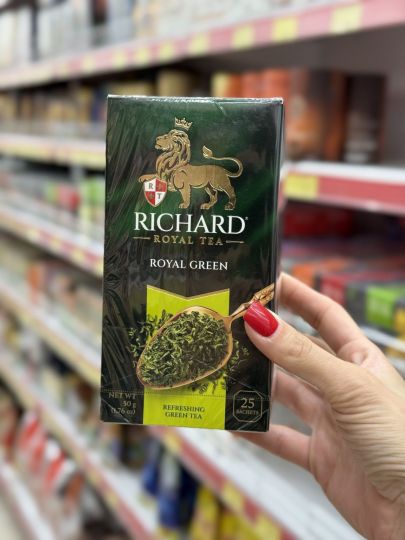 R T
RICHARD®
ROYAL TEA
ROYAL GREEN
NET WT
50 g
(1.76 oz)
REFRESHING
GREEN TEA
25
SACHETS